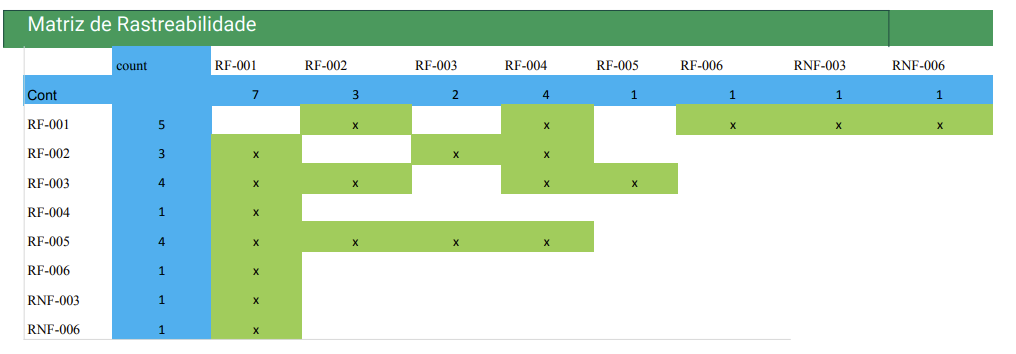 Matriz de Rastreabilidade
count RF-001 RF-002 RF-003 RF-004 RF-005 RF-006 RNF-003 RNF-006
Cont 7 3 2 4 1 1 1 1
RF-001 5 x x x x x
RF-002 3 x x x
RF-003 4 x x x x
RF-004 1 x
RF-005 4 x x x x
RF-006 1 x
RNF-003 1 x
RNF-006 1 x